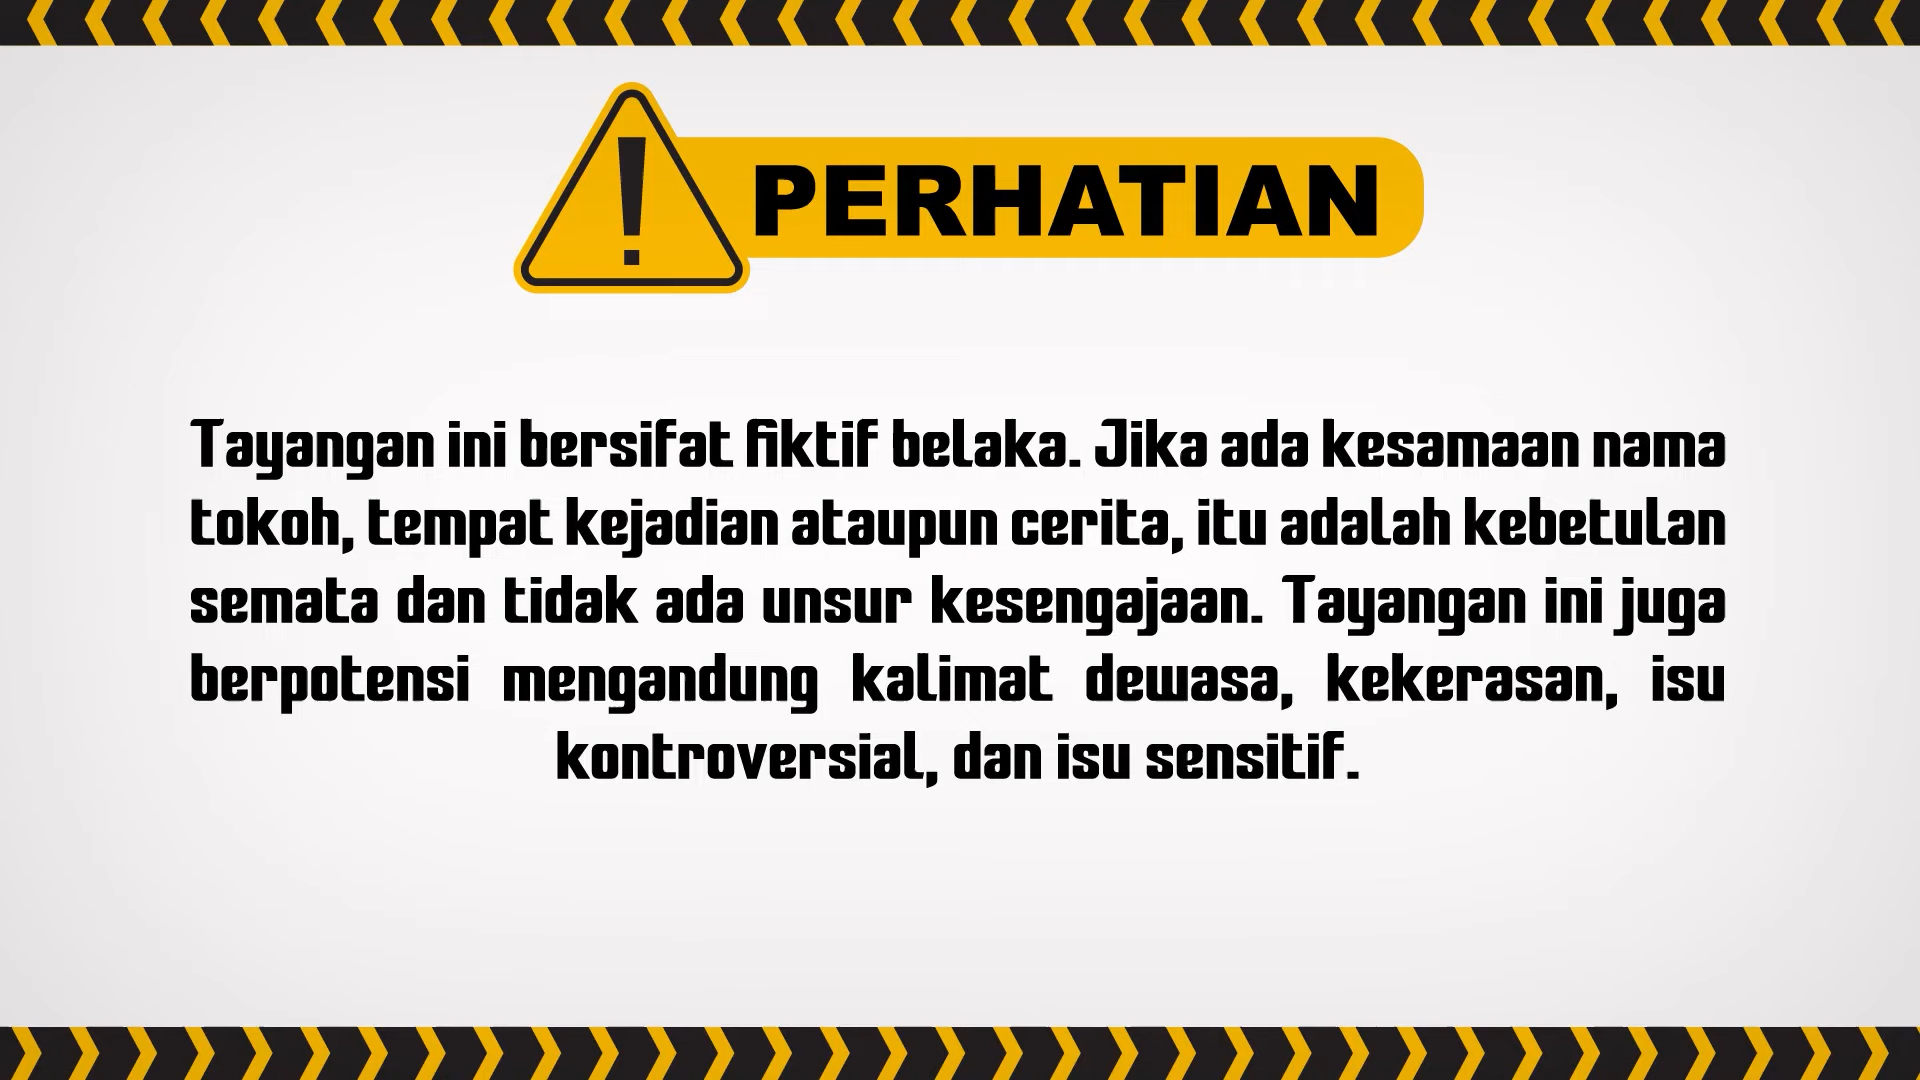 PERHATIAN
Tayangan ini bersifat fiktif belaka. Jika ada kesamaan nama
tokoh, tempat kejadian ataupun cerita, itu adalah kebetulan
semata dan tidak ada unsur kesengajaan. Tayangan ini juga
berpotensi mengandung kalimat dewasa, kekerasan, isu
kontroversial, dan isu sensitif.